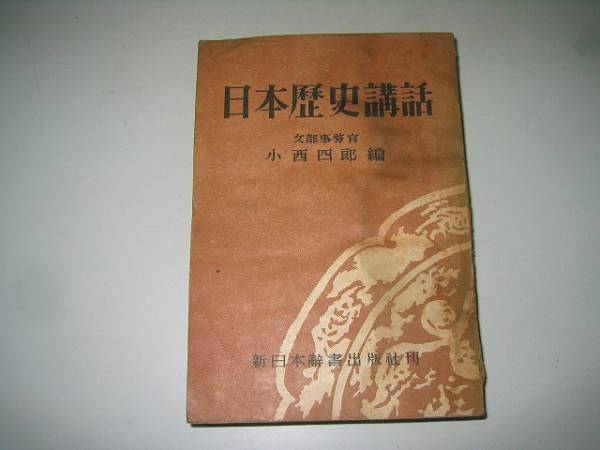 日本歷史講話
文部事務官
小西四郎編
新日本辭書出版社刊